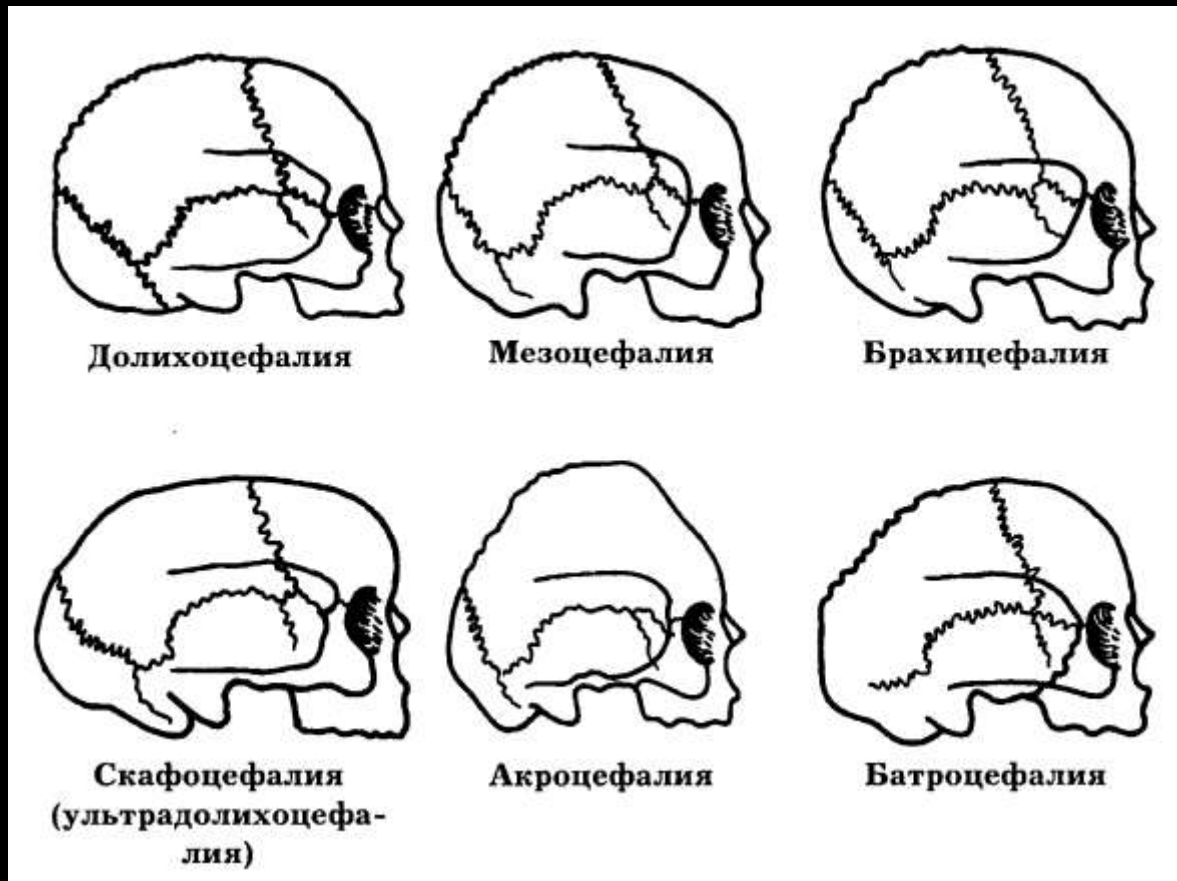 Долихоцефалия
Мезоцефалия
Брахицефалия
Скафоцефалия
(ультрадолихоцефа-
лия)
Акроцефалия
Батроцефалия